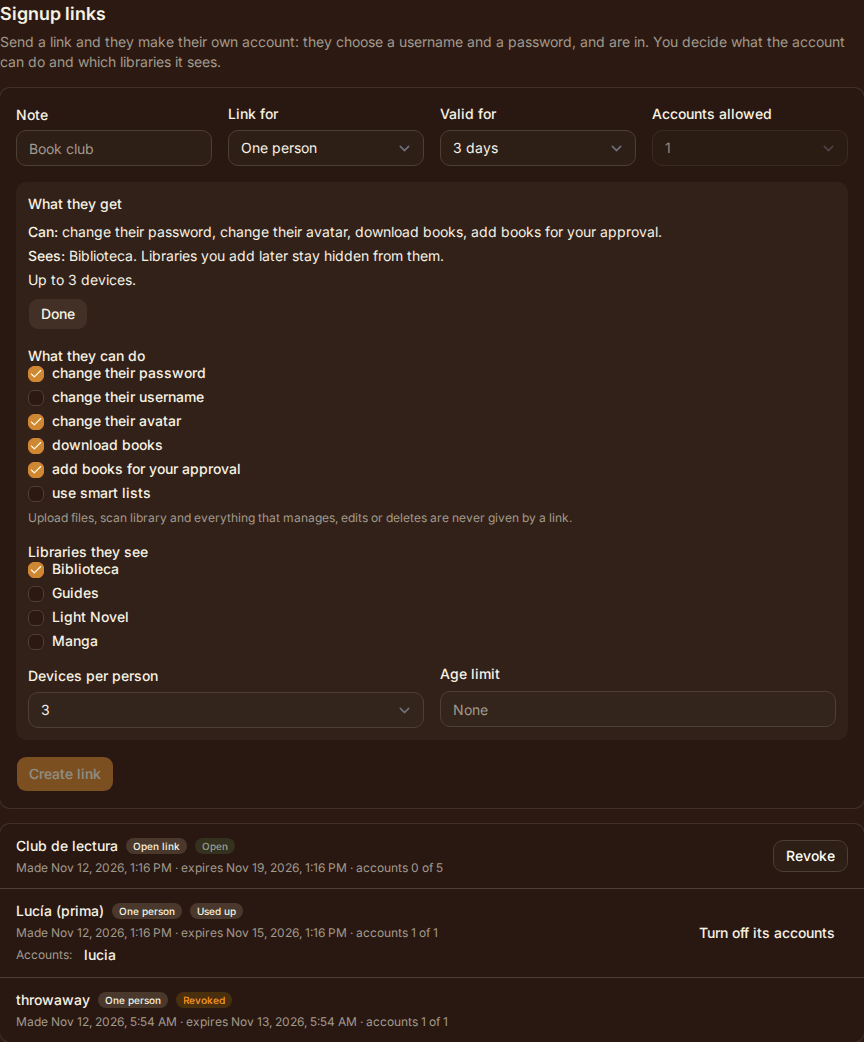 Signup links
Send a link and they make their own account: they choose a username and a password, and are in. You decide what the account
can do and which libraries it sees.
Note
Link for
Valid for
Accounts allowed
Book club
One person
3 days
1
What they get
Can: change their password, change their avatar, download books, add books for your approval.
Sees: Biblioteca. Libraries you add later stay hidden from them.
Up to 3 devices.
Done
What they can do
change their password
change their username
change their avatar
download books
add books for your approval
use smart lists
Upload files, scan library and everything that manages, edits or deletes are never given by a link.
Libraries they see
Biblioteca
Guides
Light Novel
Manga
Devices per person
Age limit
3
None
Create link
Club de lectura Open link Open
Made Nov 12, 2026, 1:16 PM · expires Nov 19, 2026, 1:16 PM · accounts 0 of 5
Revoke
Lucía (prima) One person Used up
Made Nov 12, 2026, 1:16 PM · expires Nov 15, 2026, 1:16 PM · accounts 1 of 1
Turn off its accounts
Accounts: lucia
throwaway One person Revoked
Made Nov 12, 2026, 5:54 AM · expires Nov 13, 2026, 5:54 AM · accounts 1 of 1